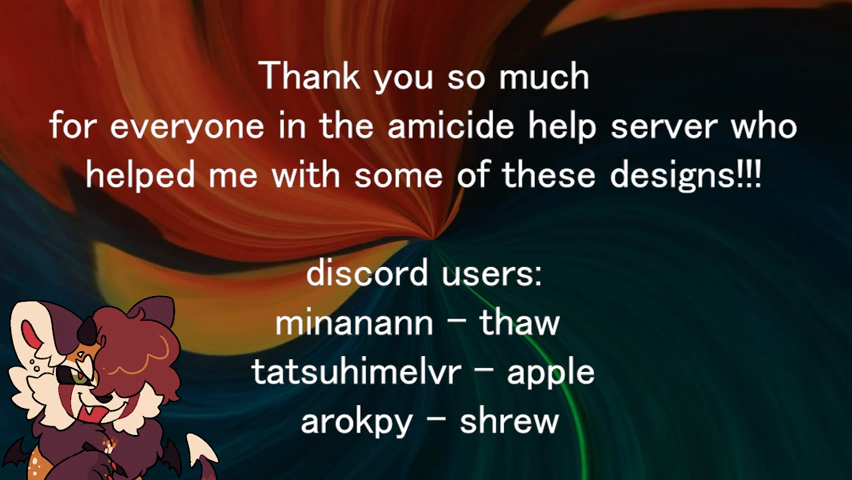 Thank you so much
for everyone in the amicide help server who
helped me with some of these designs!!!
discord users:
minanann - thaw
tatsuhimelvr - apple
arokpy - shrew